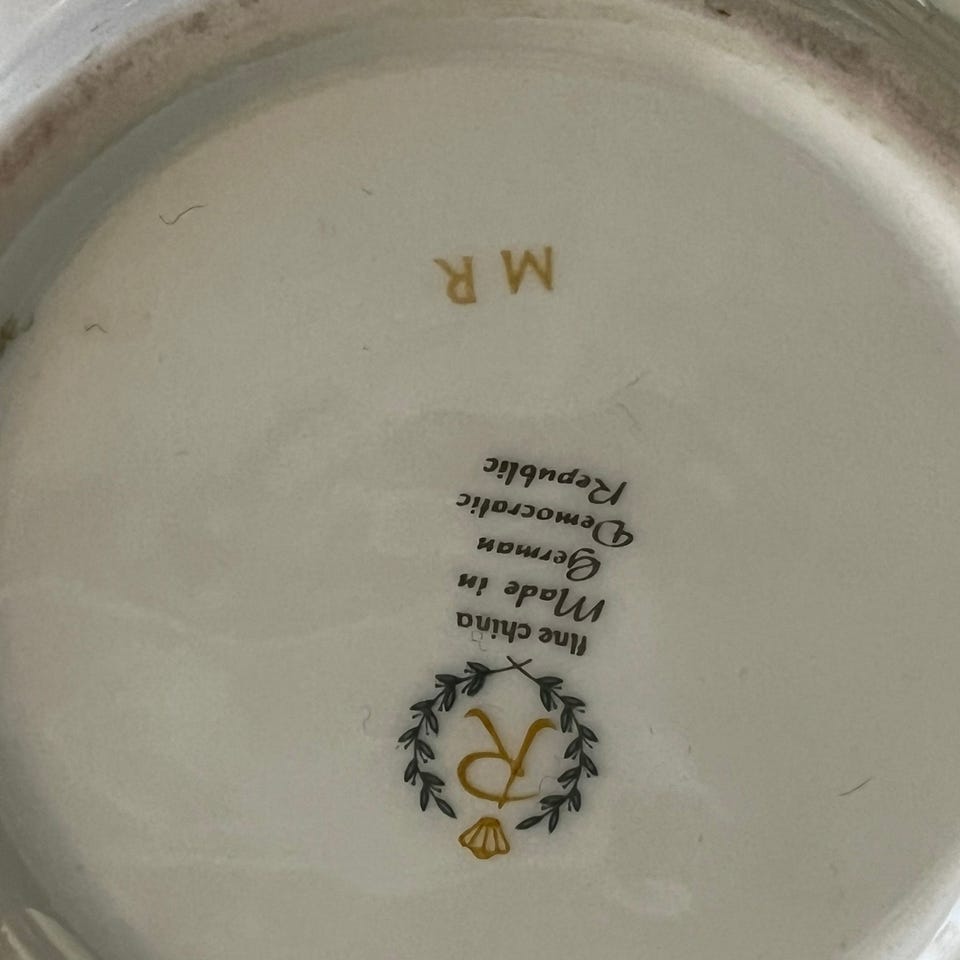 R
fine china
Made in
German
Democratic
Republic
M R